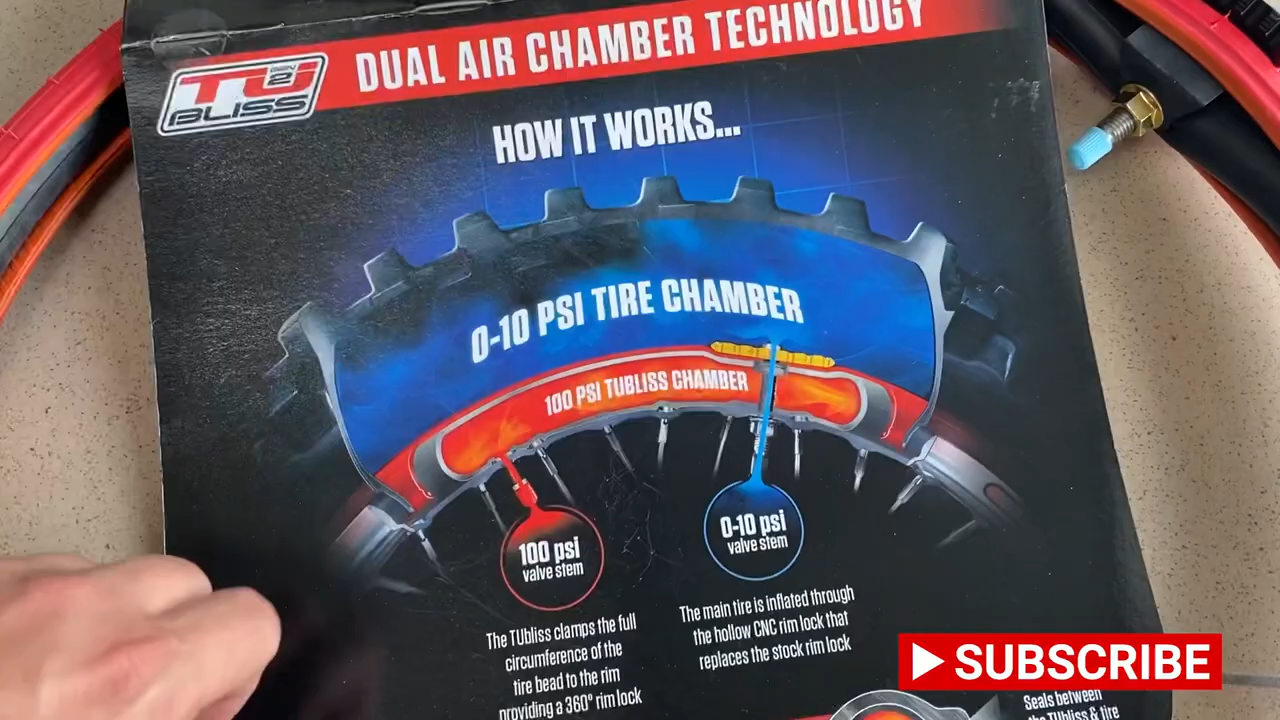 TU
GEN
2
BLISS
DUAL AIR CHAMBER TECHNOLOGY
HOW IT WORKS...
0-10 PSI TIRE CHAMBER
100 PSI TUBLISS CHAMBER
100 psi
valve stem
0-10 psi
valve stem
The TUbliss clamps the full
circumference of the
tire bead to the rim
providing a 360° rim lock
The main tire is inflated through
the hollow CNC rim lock that
replaces the stock rim lock
SUBSCRIBE
Seals between
the TUbliss & tire